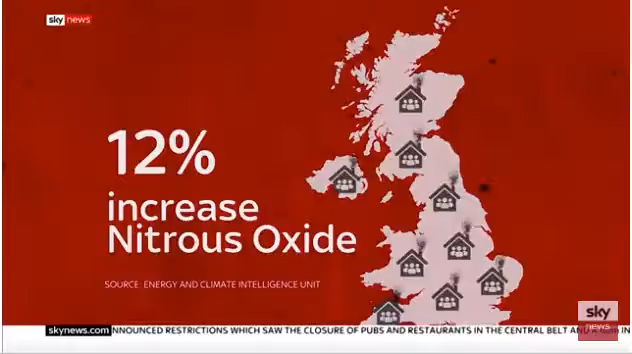 sky news
12%
increase
Nitrous Oxide
SOURCE: ENERGY AND CLIMATE INTELLIGENCE UNIT
sky
news
skynews.com NNOUNCED RESTRICTIONS WHICH SAW THE CLOSURE OF PUBS AND RESTAURANTS IN THE CENTRAL BELT AND A